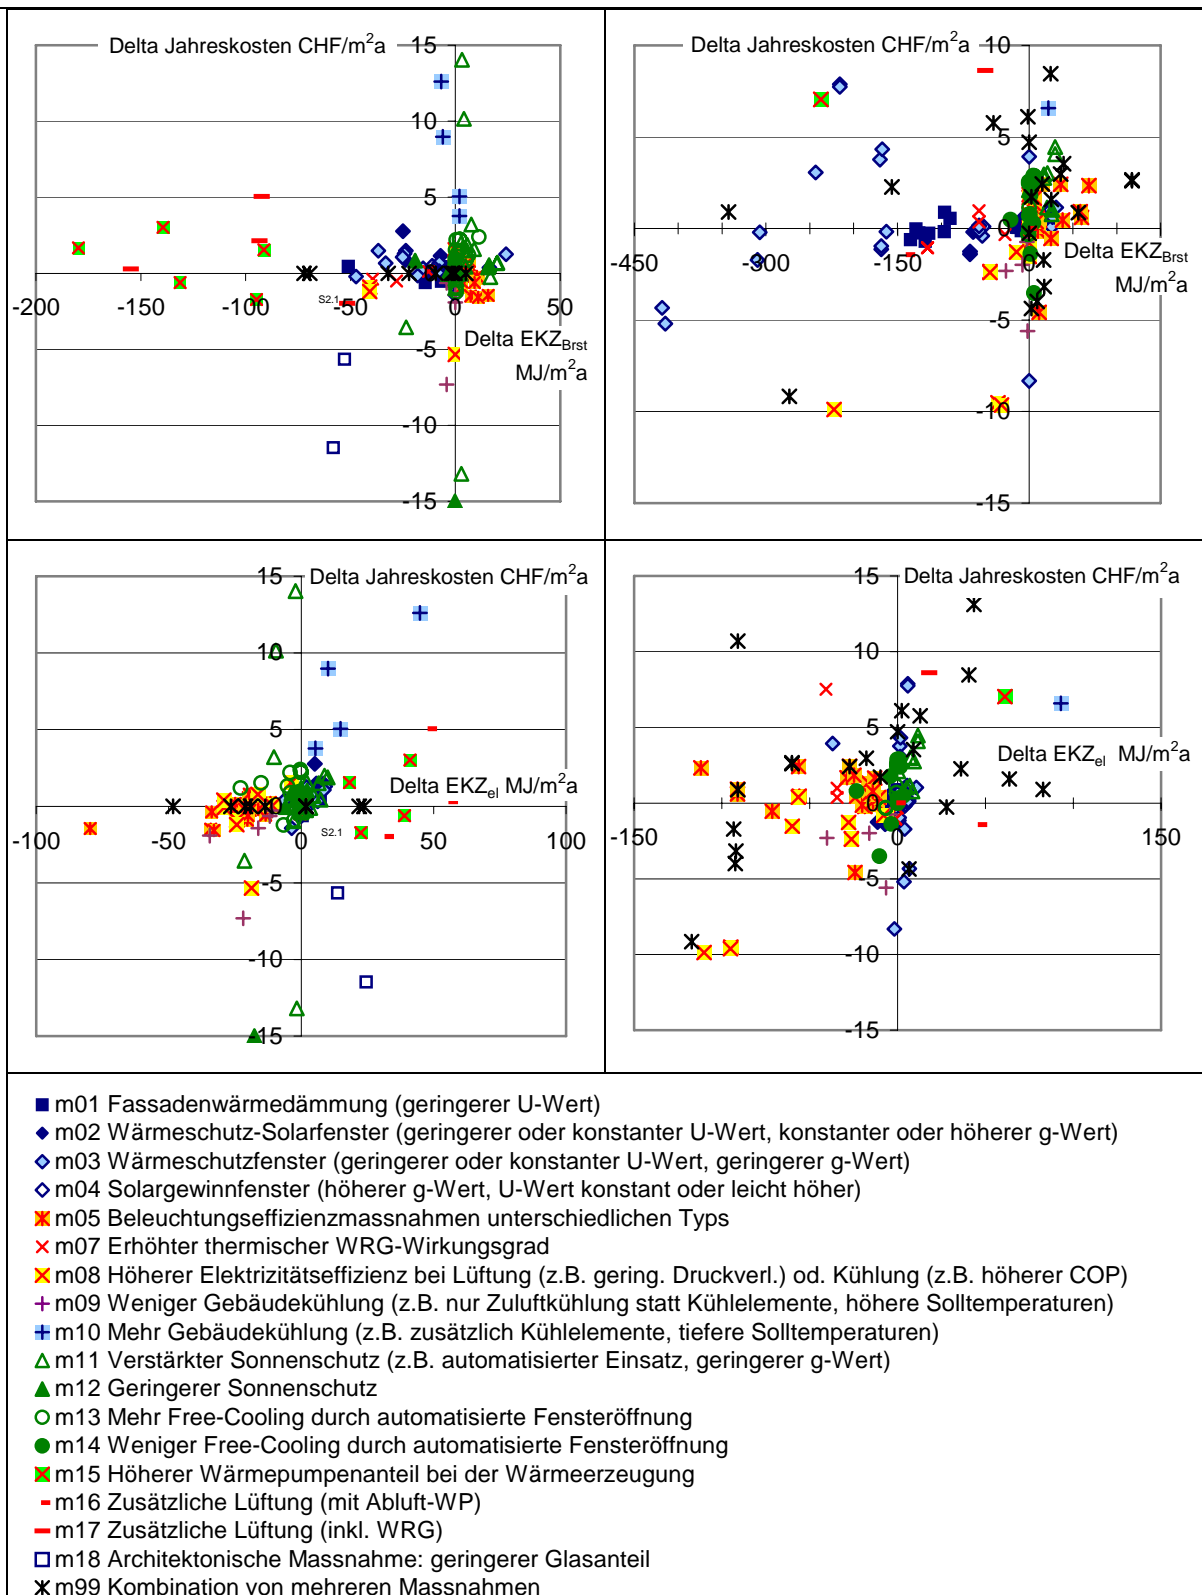 Delta Jahreskosten CHF/m²a
15
10
5
0
-5
-10
-15
-200
-150
-100
-50
0
50
S2.1
Delta EKZBrst
MJ/m²a
Delta Jahreskosten CHF/m²a
10
5
0
-5
-10
-15
-450
-300
-150
0
Delta EKZBrst
MJ/m²a
Delta Jahreskosten CHF/m²a
15
10
5
0
-5
-10
-15
-100
-50
0
50
100
S2.1
Delta EKZel MJ/m²a
Delta Jahreskosten CHF/m²a
15
10
5
0
-5
-10
-15
-150
0
150
Delta EKZel MJ/m²a
m01 Fassadenwärmedämmung (geringerer U-Wert)
m02 Wärmeschutz-Solarfenster (geringerer oder konstanter U-Wert, konstanter oder höherer g-Wert)
m03 Wärmeschutzfenster (geringerer oder konstanter U-Wert, geringerer g-Wert)
m04 Solargewinnfenster (höherer g-Wert, U-Wert konstant oder leicht höher)
m05 Beleuchtungseffizienzmassnahmen unterschiedlichen Typs
m07 Erhöhter thermischer WRG-Wirkungsgrad
m08 Höherer Elektrizitätseffizienz bei Lüftung (z.B. gering. Druckverl.) od. Kühlung (z.B. höherer COP)
m09 Weniger Gebäudekühlung (z.B. nur Zuluftkühlung statt Kühlelemente, höhere Solltemperaturen)
m10 Mehr Gebäudekühlung (z.B. zusätzlich Kühlelemente, tiefere Solltemperaturen)
m11 Verstärkter Sonnenschutz (z.B. automatisierter Einsatz, geringerer g-Wert)
m12 Geringerer Sonnenschutz
m13 Mehr Free-Cooling durch automatisierte Fensteröffnung
m14 Weniger Free-Cooling durch automatisierte Fensteröffnung
m15 Höherer Wärmepumpenanteil bei der Wärmeerzeugung
m16 Zusätzliche Lüftung (mit Abluft-WP)
m17 Zusätzliche Lüftung (inkl. WRG)
m18 Architektonische Massnahme: geringerer Glasanteil
m99 Kombination von mehreren Massnahmen